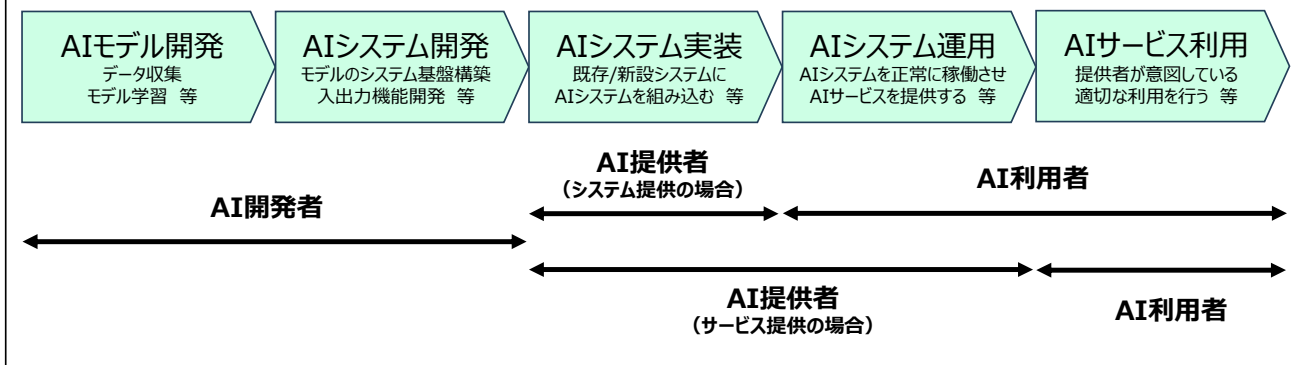 AIモデル開発
データ収集
モデル学習 等
AIシステム開発
モデルのシステム基盤構築
入出力機能開発 等
AIシステム実装
既存/新設システムに
AIシステムを組み込む 等
AIシステム運用
AIシステムを正常に稼働させ
AIサービスを提供する 等
AIサービス利用
提供者が意図している
適切な利用を行う 等
AI提供者
（システム提供の場合）
AI利用者
AI開発者
AI提供者
（サービス提供の場合）
AI利用者